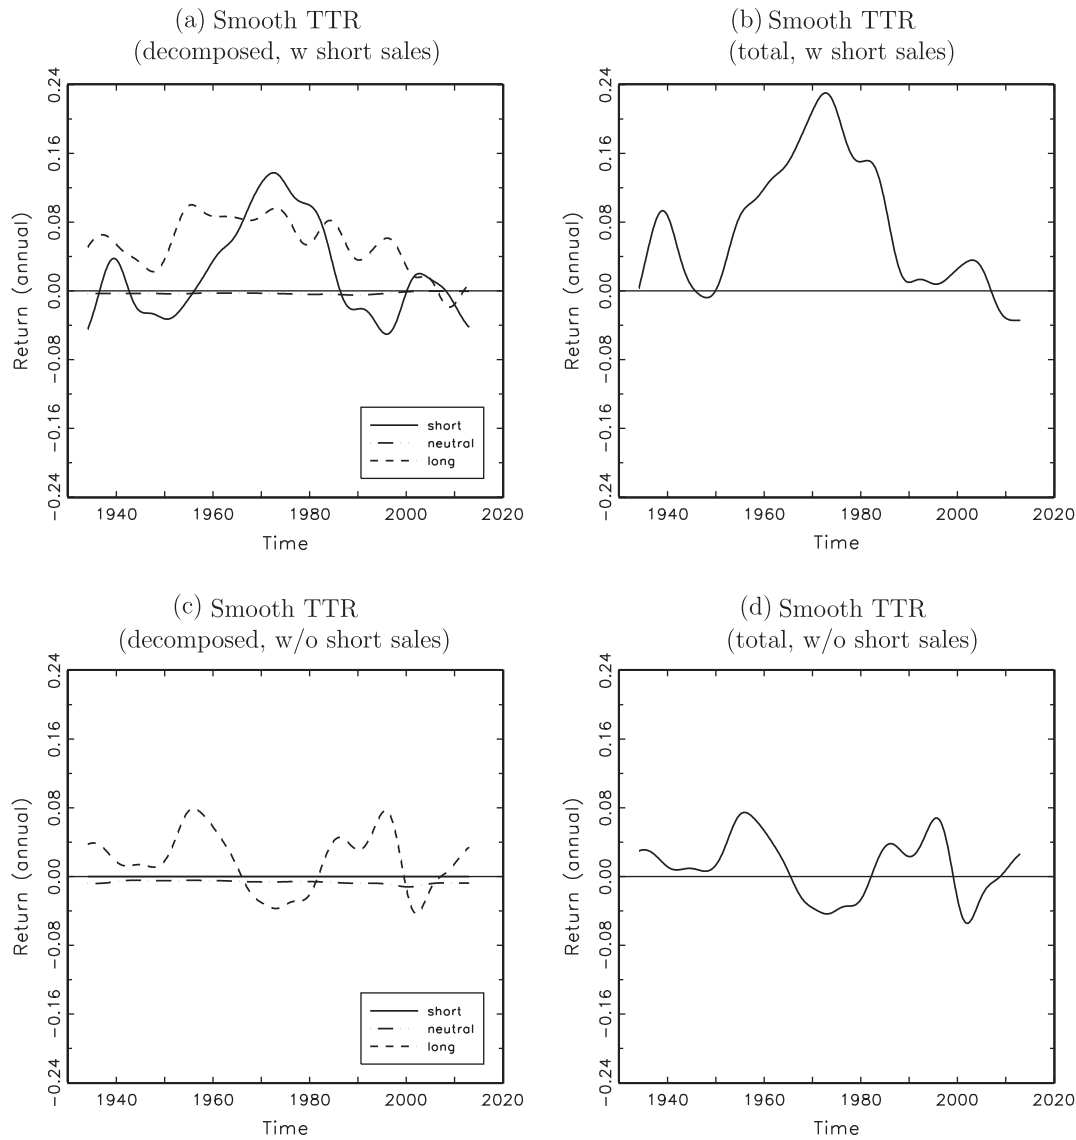 (a) Smooth TTR
(decomposed, w short sales)
0.24
0.16
0.08
0.00
−0.08
−0.16
−0.24
Return (annual)
short
neutral
long
1940 1960 1980 2000 2020
Time
(b) Smooth TTR
(total, w short sales)
0.24
0.16
0.08
0.00
−0.08
−0.16
−0.24
Return (annual)
1940 1960 1980 2000 2020
Time
(c) Smooth TTR
(decomposed, w/o short sales)
0.24
0.16
0.08
0.00
−0.08
−0.16
−0.24
Return (annual)
short
neutral
long
1940 1960 1980 2000 2020
Time
(d) Smooth TTR
(total, w/o short sales)
0.24
0.16
0.08
0.00
−0.08
−0.16
−0.24
Return (annual)
1940 1960 1980 2000 2020
Time